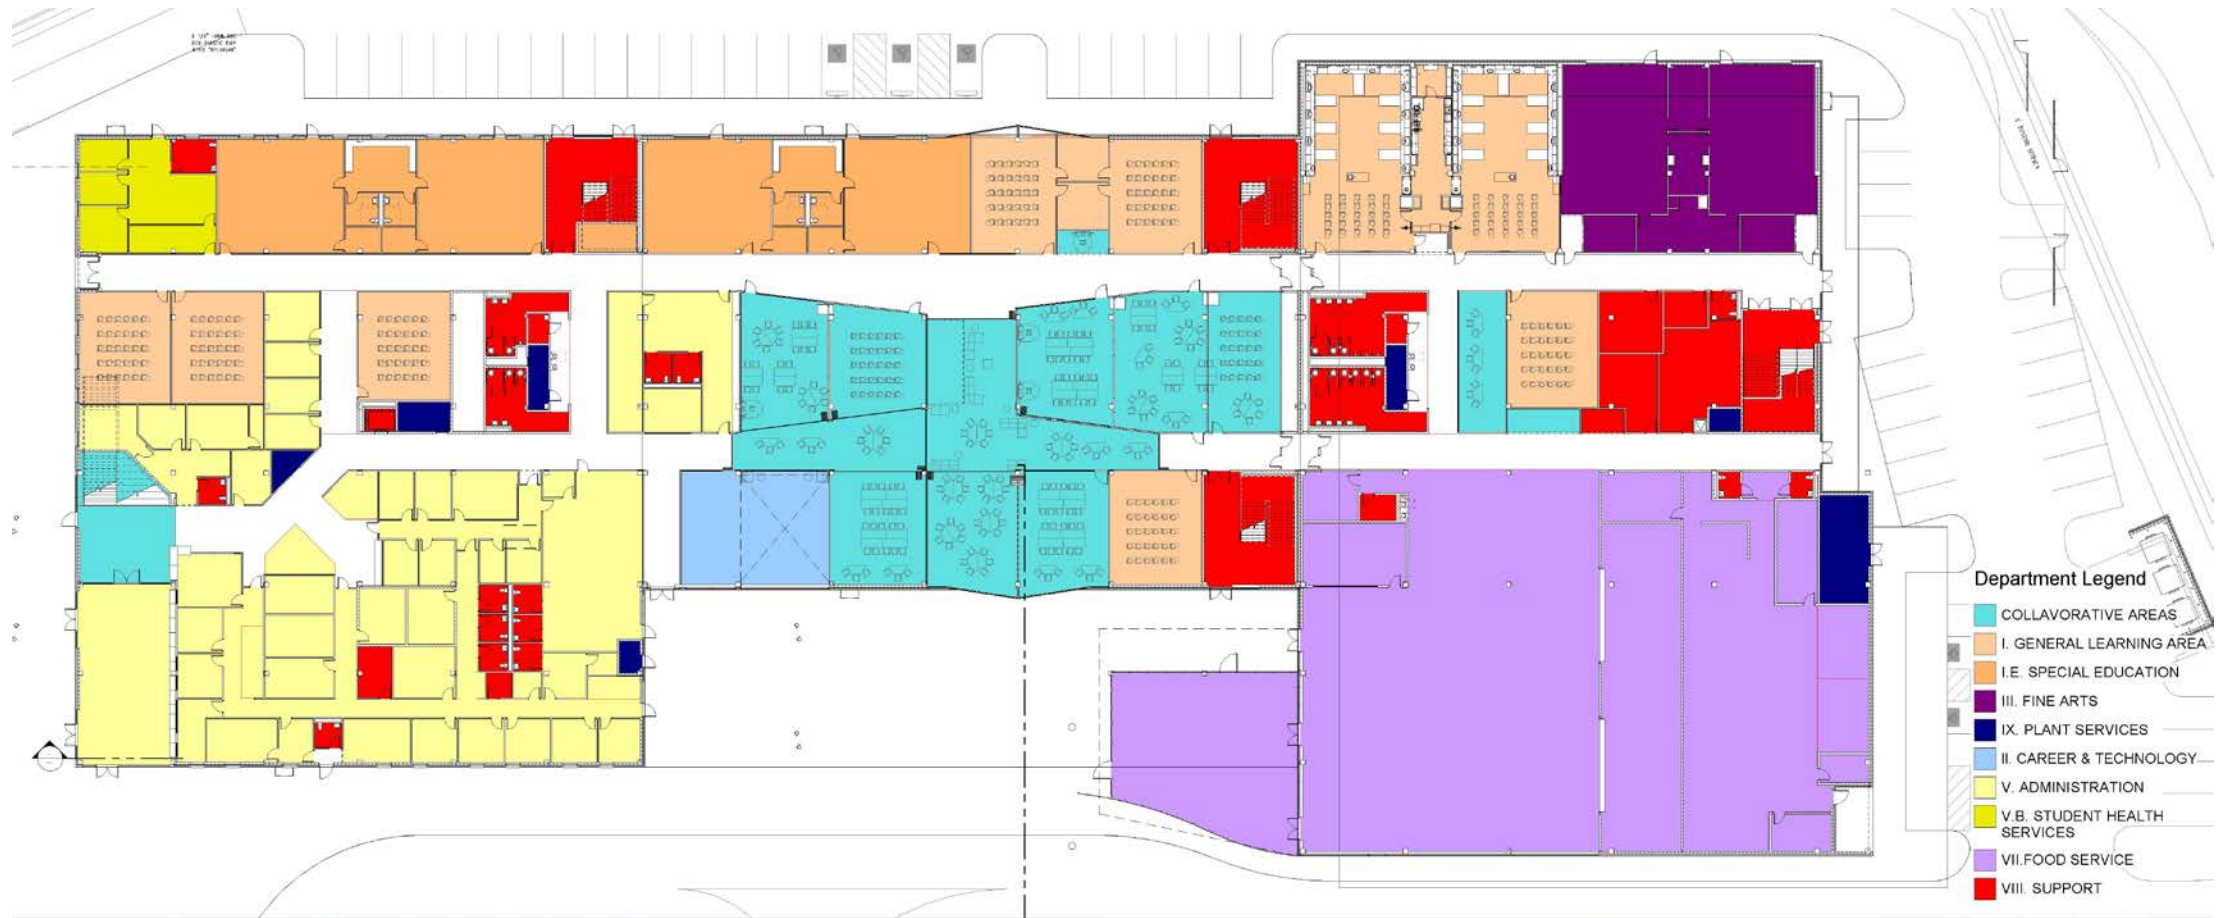 Department Legend
COLLAVORATIVE AREAS
I. GENERAL LEARNING AREA
I.E. SPECIAL EDUCATION
III. FINE ARTS
IX. PLANT SERVICES
II. CAREER & TECHNOLOGY
V. ADMINISTRATION
V.B. STUDENT HEALTH
SERVICES
VII.FOOD SERVICE
VIII. SUPPORT